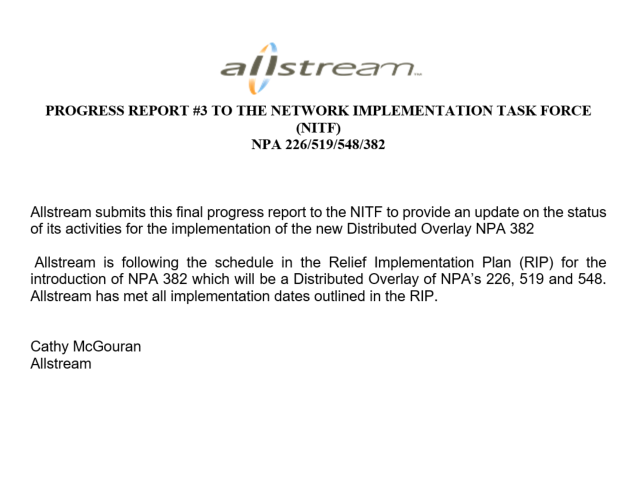 allstream™
PROGRESS REPORT #3 TO THE NETWORK IMPLEMENTATION TASK FORCE
(NITF)
NPA 226/519/548/382
Allstream submits this final progress report to the NITF to provide an update on the status
of its activities for the implementation of the new Distributed Overlay NPA 382
Allstream is following the schedule in the Relief Implementation Plan (RIP) for the
introduction of NPA 382 which will be a Distributed Overlay of NPA's 226, 519 and 548.
Allstream has met all implementation dates outlined in the RIP.
Cathy McGouran
Allstream